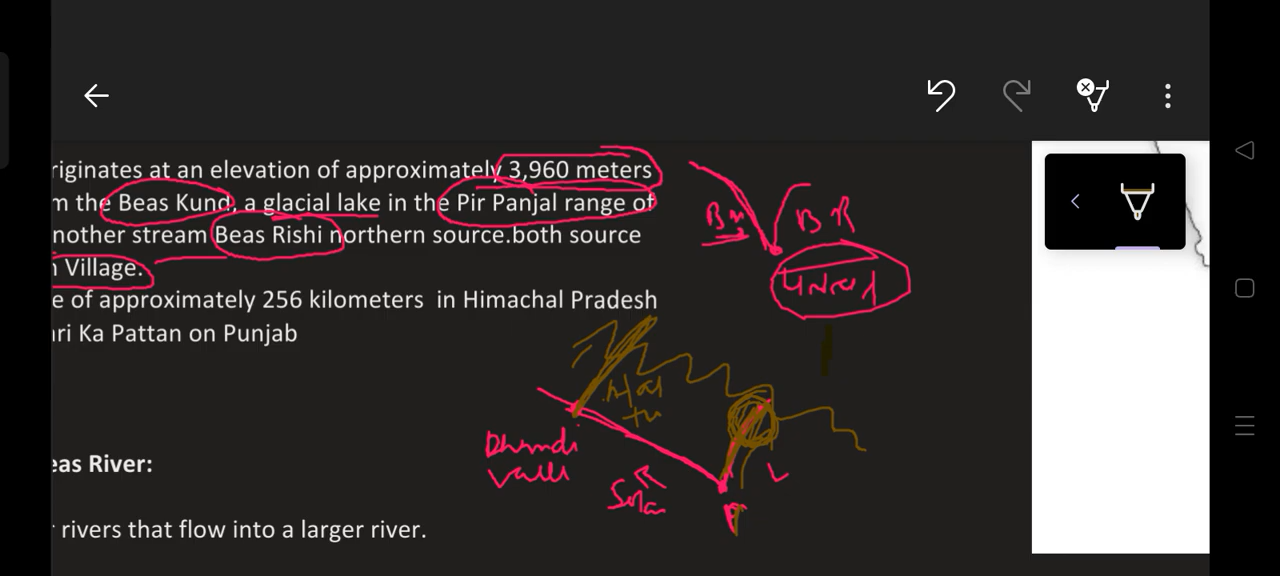 riginates at an elevation of approximately 3,960 meters
m the Beas Kund, a glacial lake in the Pir Panjal range of
nother stream Beas Rishi northern source.both source
Village.
e of approximately 256 kilometers in Himachal Pradesh
ri Ka Pattan on Punjab
BR
Dhundi
Solan
eas River:
rivers that flow into a larger river.